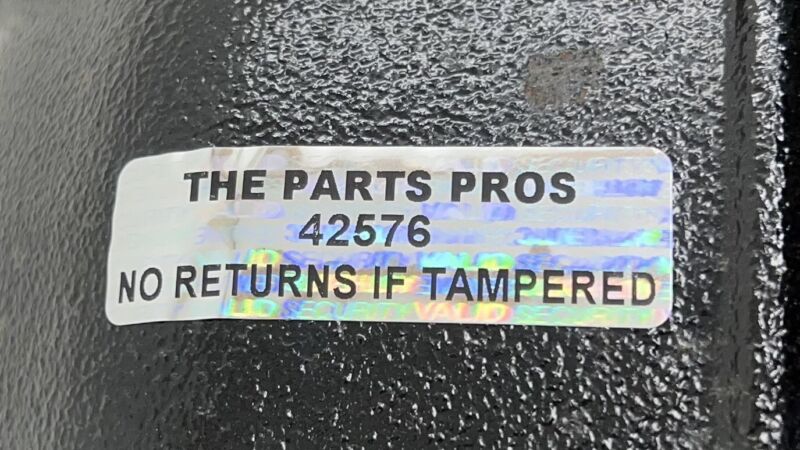 THE PARTS PROS
42576
NO RETURNS IF TAMPERED